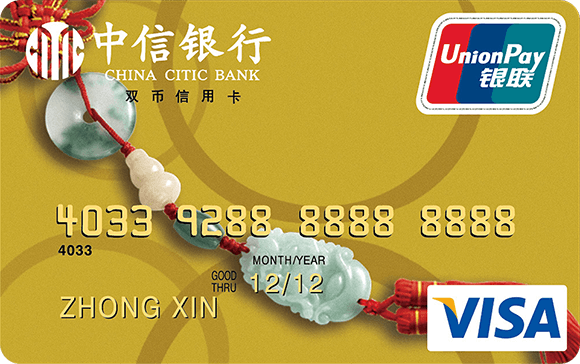 CITIC
中信银行
CHINA CITIC BANK
双币信用卡
UnionPay
银联
4033 9288 8888 8888
4033
MONTH/YEAR
GOOD THRU 12/12
ZHONG XIN
VISA